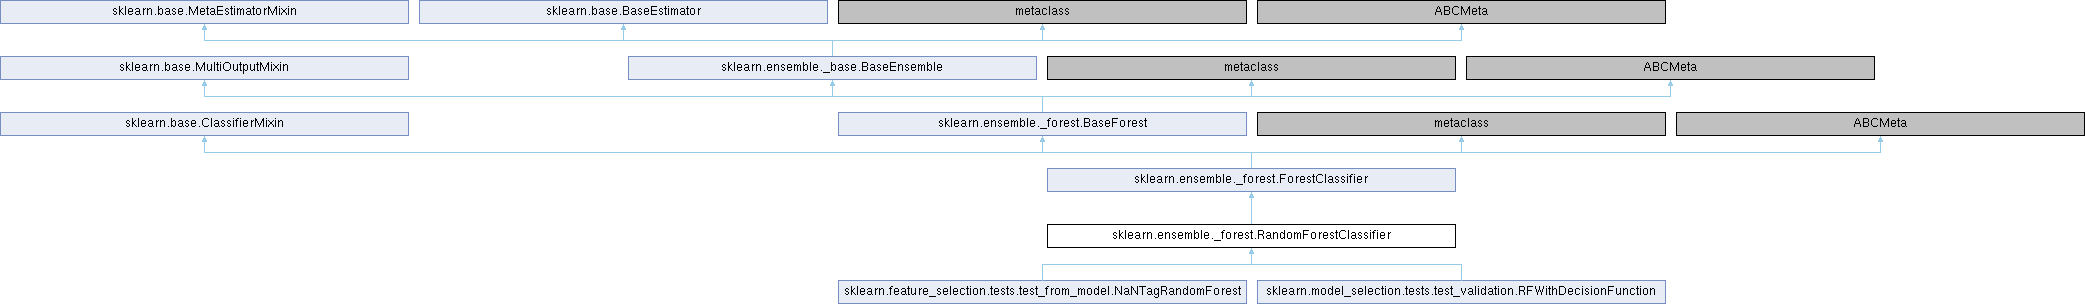 sklearn.base.MetaEstimatorMixin
sklearn.base.BaseEstimator
metaclass
ABCMeta
sklearn.base.MultiOutputMixin
sklearn.ensemble._base.BaseEnsemble
metaclass
ABCMeta
sklearn.base.ClassifierMixin
sklearn.ensemble._forest.BaseForest
metaclass
ABCMeta
sklearn.ensemble._forest.ForestClassifier
sklearn.ensemble._forest.RandomForestClassifier
sklearn.feature_selection.tests.test_from_model.NaNTagRandomForest
sklearn.model_selection.tests.test_validation.RFWithDecisionFunction